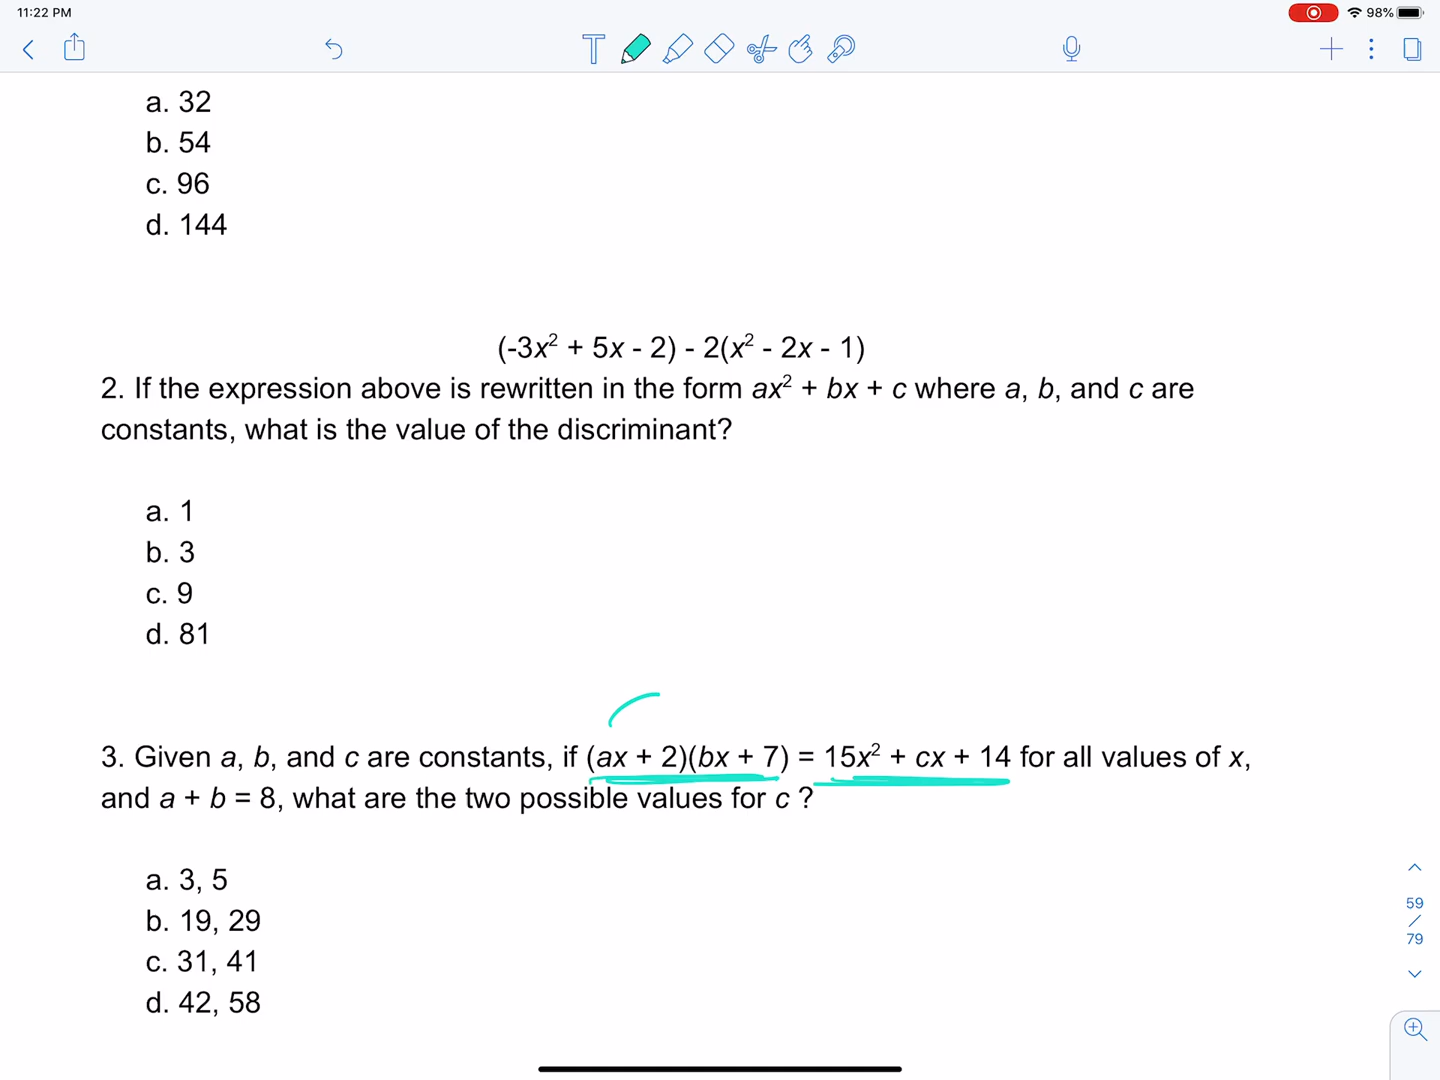 11:22 PM
98%
a. 32
b. 54
c. 96
d. 144
(-3x² + 5x - 2) - 2(x² - 2x - 1)
2. If the expression above is rewritten in the form ax² + bx + c where a, b, and c are
constants, what is the value of the discriminant?
a. 1
b. 3
c. 9
d. 81
3. Given a, b, and c are constants, if (ax + 2)(bx + 7) = 15x² + cx + 14 for all values of x,
and a + b = 8, what are the two possible values for c ?
a. 3, 5
b. 19, 29
c. 31, 41
d. 42, 58
59
/
79